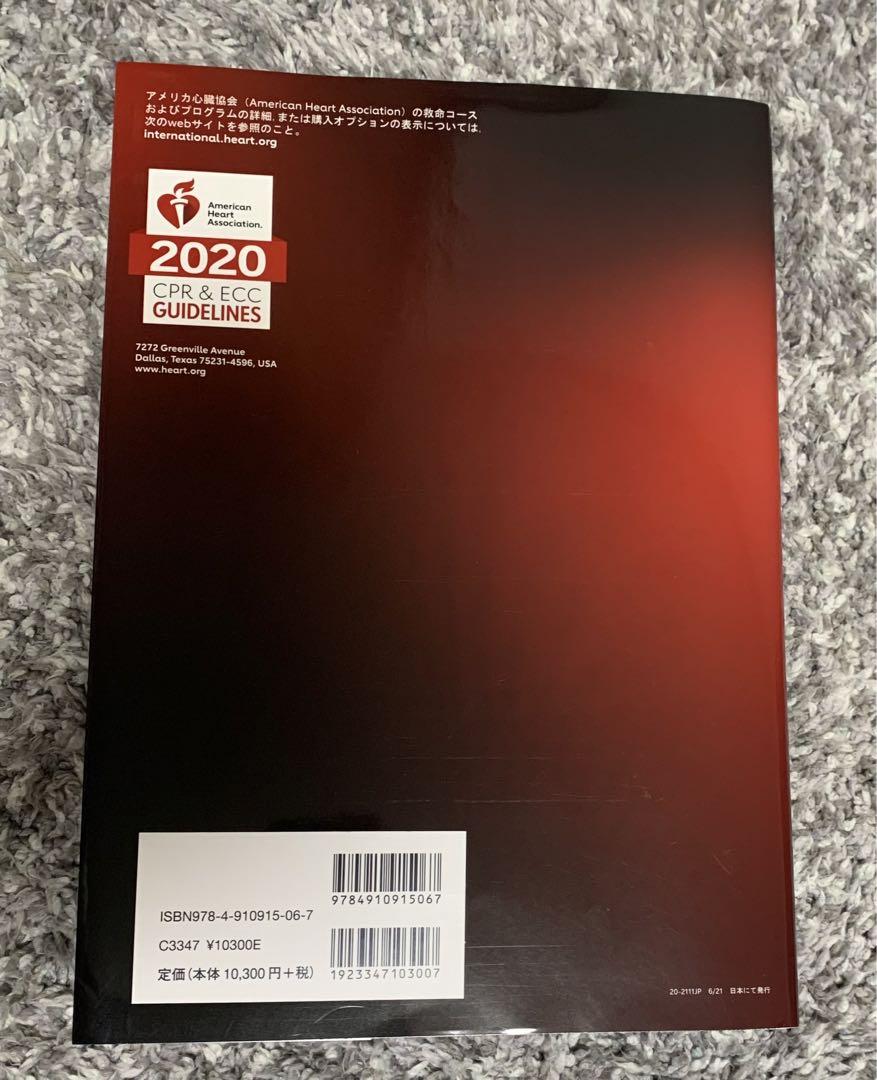 アメリカ心臓協会（American Heart Association）の救命コース
およびプログラムの詳細、または購入オプションの表示については、
次のwebサイトを参照のこと。
international.heart.org
American
Heart
Association.
2020
CPR & ECC
GUIDELINES
7272 Greenville Avenue
Dallas, Texas 75231-4596, USA
www.heart.org
9784910915067
ISBN978-4-910915-06-7
C3347 ¥10300E
定価（本体 10,300 円＋税）
1923347103007
20-2111JP 6/21 日本にて発行